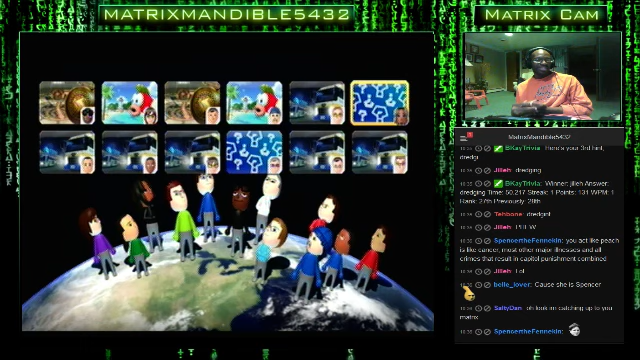 MATRIXMANDIBLE5432
MATRIX CAM
MatrixMandible5432
BKayTrivia: Here's your 3rd hint,
dredgi
Jilleh: dredging
BKayTrivia: Winner: jilleh Answer:
dredging Time: 50.217 Streak: 1 Points: 131 WPM: 1
Rank: 27th Previously: 28th
Tehbone: dredgint
Jilleh: PHEW
SpencertheFennekin: you act like peach
is like cancer, most other major illnesses and all
crimes that result in capitol punishment combined
Jilleh: Lol
belle_lover: Cause she is Spencer
SaltyDan: oh look im catching up to you
matrix
SpencertheFennekin: